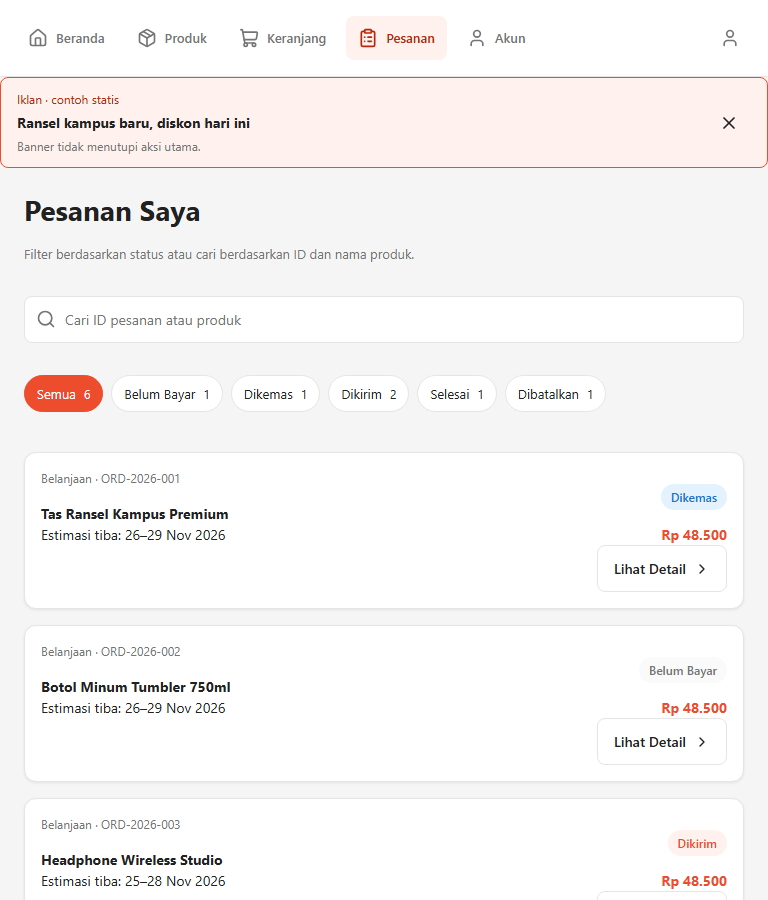 Beranda Produk Keranjang Pesanan Akun
Iklan · contoh statis
Ransel kampus baru, diskon hari ini
Banner tidak menutupi aksi utama.
Pesanan Saya
Filter berdasarkan status atau cari berdasarkan ID dan nama produk.
Cari ID pesanan atau produk
Semua 6 Belum Bayar 1 Dikemas 1 Dikirim 2 Selesai 1 Dibatalkan 1
Belanjaan · ORD-2026-001
Dikemas
Tas Ransel Kampus Premium
Estimasi tiba: 26–29 Nov 2026 Rp 48.500
Lihat Detail
Belanjaan · ORD-2026-002
Belum Bayar
Botol Minum Tumbler 750ml
Estimasi tiba: 26–29 Nov 2026 Rp 48.500
Lihat Detail
Belanjaan · ORD-2026-003
Dikirim
Headphone Wireless Studio
Estimasi tiba: 25–28 Nov 2026 Rp 48.500